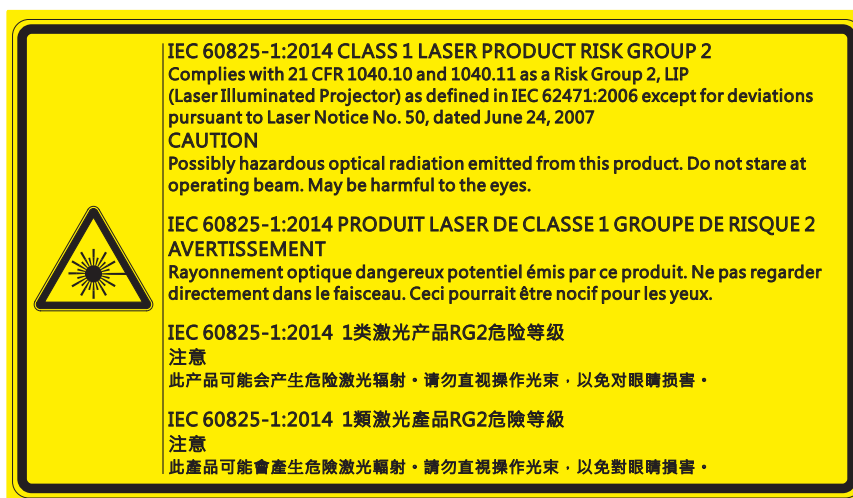 IEC 60825-1:2014 CLASS 1 LASER PRODUCT RISK GROUP 2
Complies with 21 CFR 1040.10 and 1040.11 as a Risk Group 2, LIP
(Laser Illuminated Projector) as defined in IEC 62471:2006 except for deviations
pursuant to Laser Notice No. 50, dated June 24, 2007
CAUTION
Possibly hazardous optical radiation emitted from this product. Do not stare at
operating beam. May be harmful to the eyes.
IEC 60825-1:2014 PRODUIT LASER DE CLASSE 1 GROUPE DE RISQUE 2
AVERTISSEMENT
Rayonnement optique dangereux potentiel émis par ce produit. Ne pas regarder
directement dans le faisceau. Ceci pourrait être nocif pour les yeux.
IEC 60825-1:2014 1类激光产品RG2危险等级
注意
此产品可能会产生危险激光辐射。请勿直视操作光束，以免对眼睛损害。
IEC 60825-1:2014 1類激光產品RG2危險等級
注意
此產品可能會產生危險激光輻射。請勿直視操作光束，以免對眼睛損害。